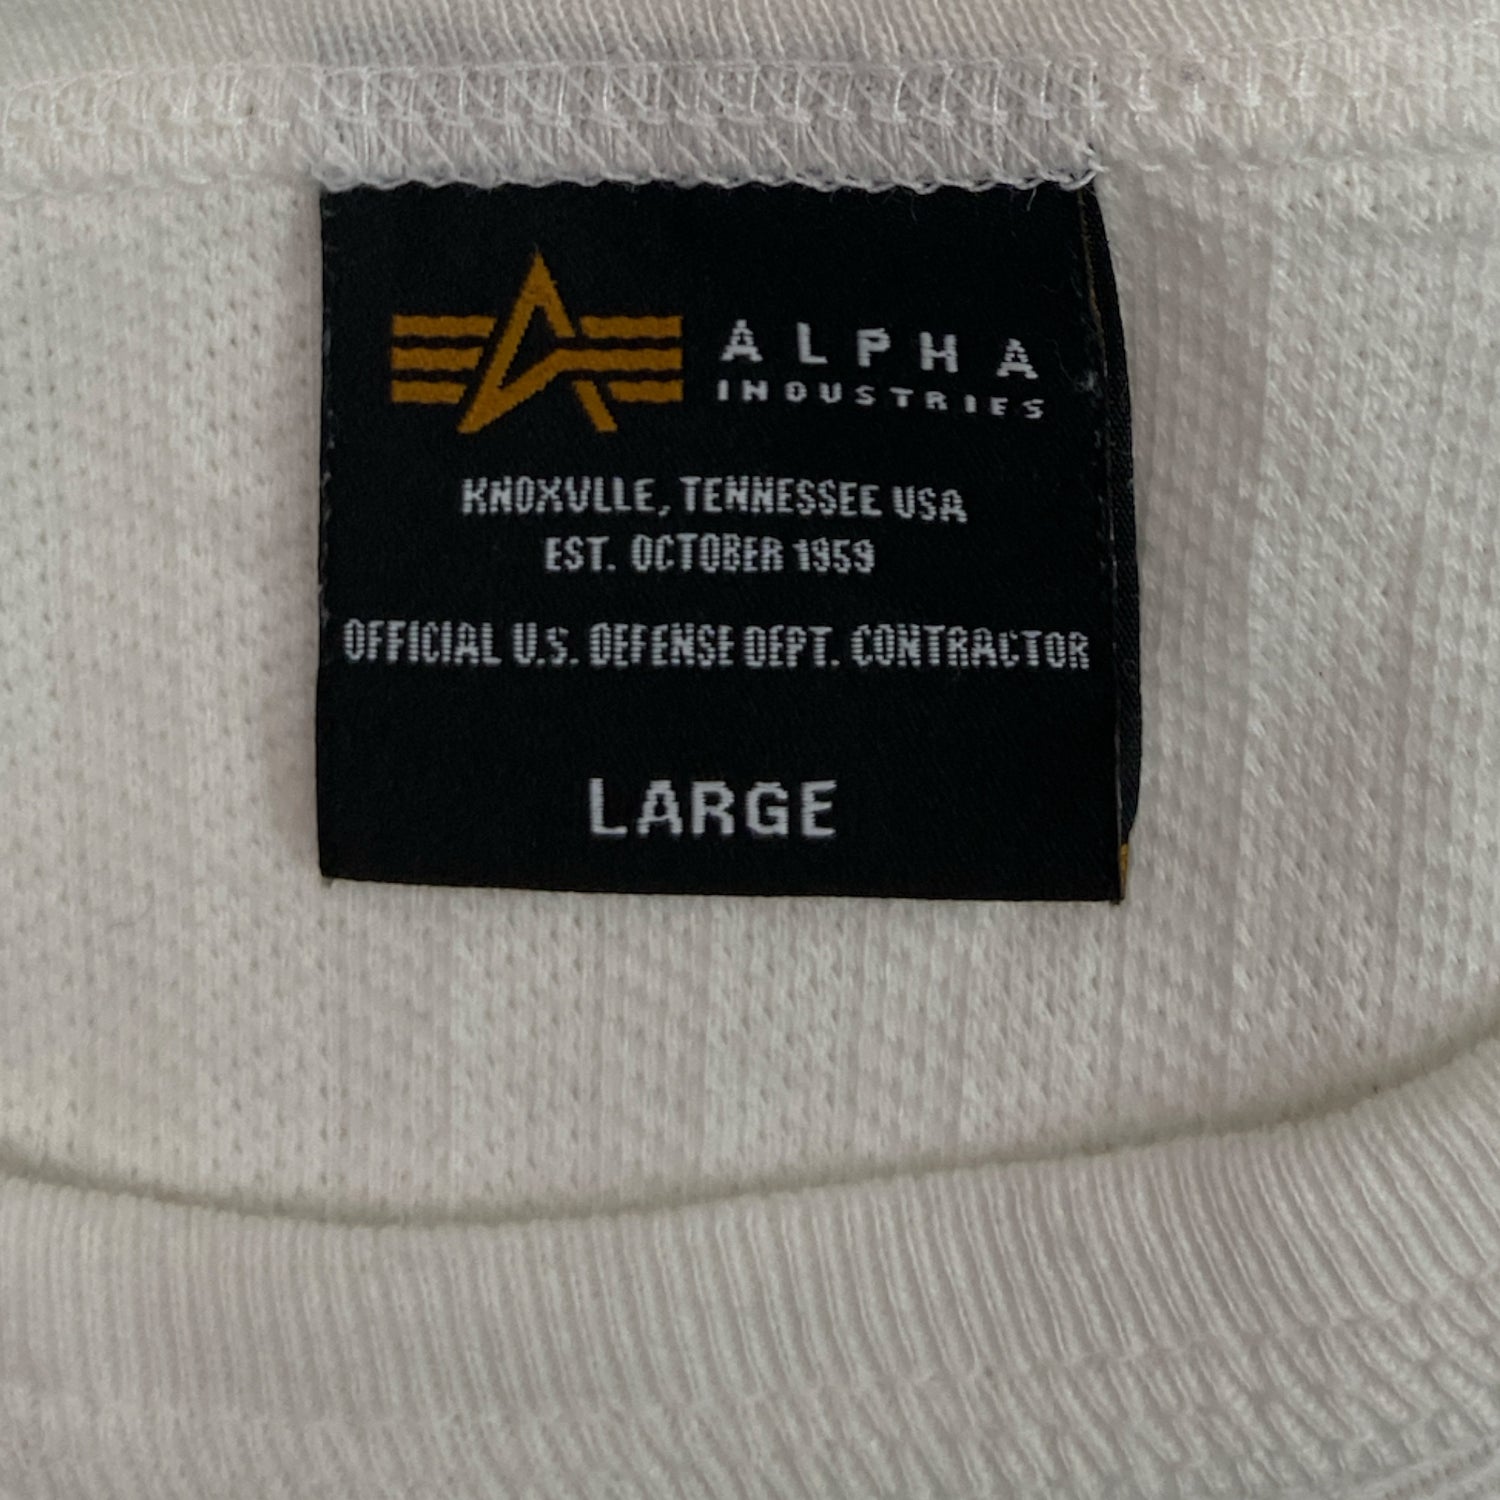 ALPHA
INDUSTRIES
KNOXVLLE, TENNESSEE USA
EST. OCTOBER 1959
OFFICIAL U.S. DEFENSE DEPT. CONTRACTOR
LARGE